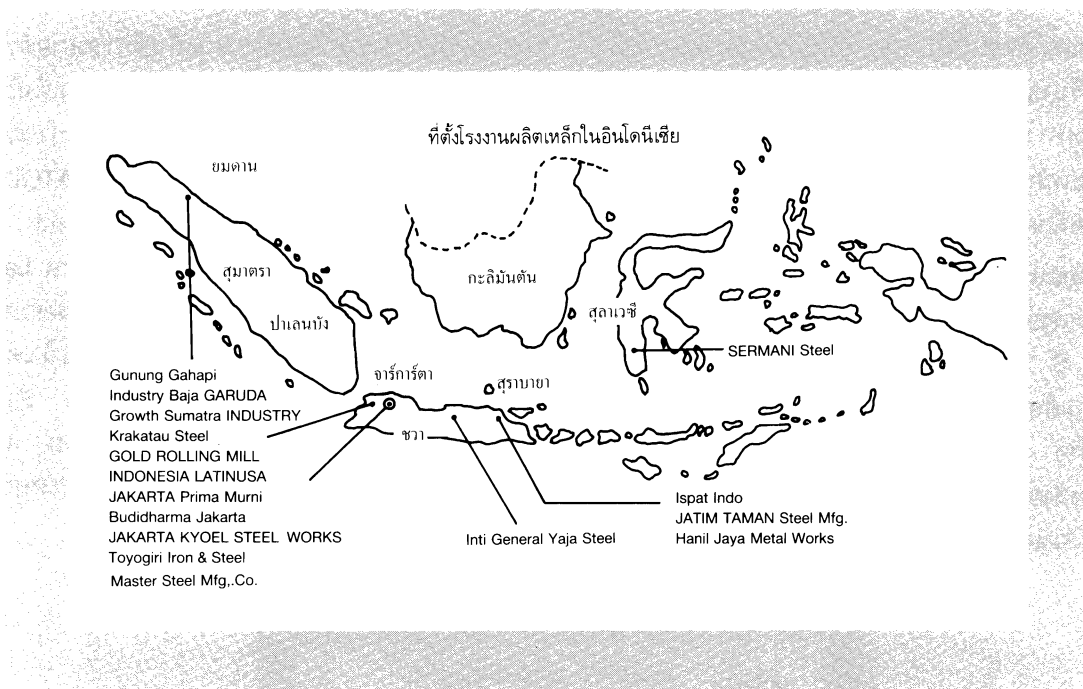 ที่ตั้งโรงงานผลิตเหล็กในอินโดนีเซีย
ยมดาน
สุมาตรา
ปาเลนบัง
กะลิมันตัน
สุลาเวซี
SERMANI Steel
จาร์การ์ตา
สุราบายา
ชวา
Gunung Gahapi
Industry Baja GARUDA
Growth Sumatra INDUSTRY
Krakatau Steel
GOLD ROLLING MILL
INDONESIA LATINUSA
JAKARTA Prima Murni
Budidharma Jakarta
JAKARTA KYOEL STEEL WORKS
Toyogiri Iron & Steel
Master Steel Mfg,.Co.
Inti General Yaja Steel
Ispat Indo
JATIM TAMAN Steel Mfg.
Hanil Jaya Metal Works